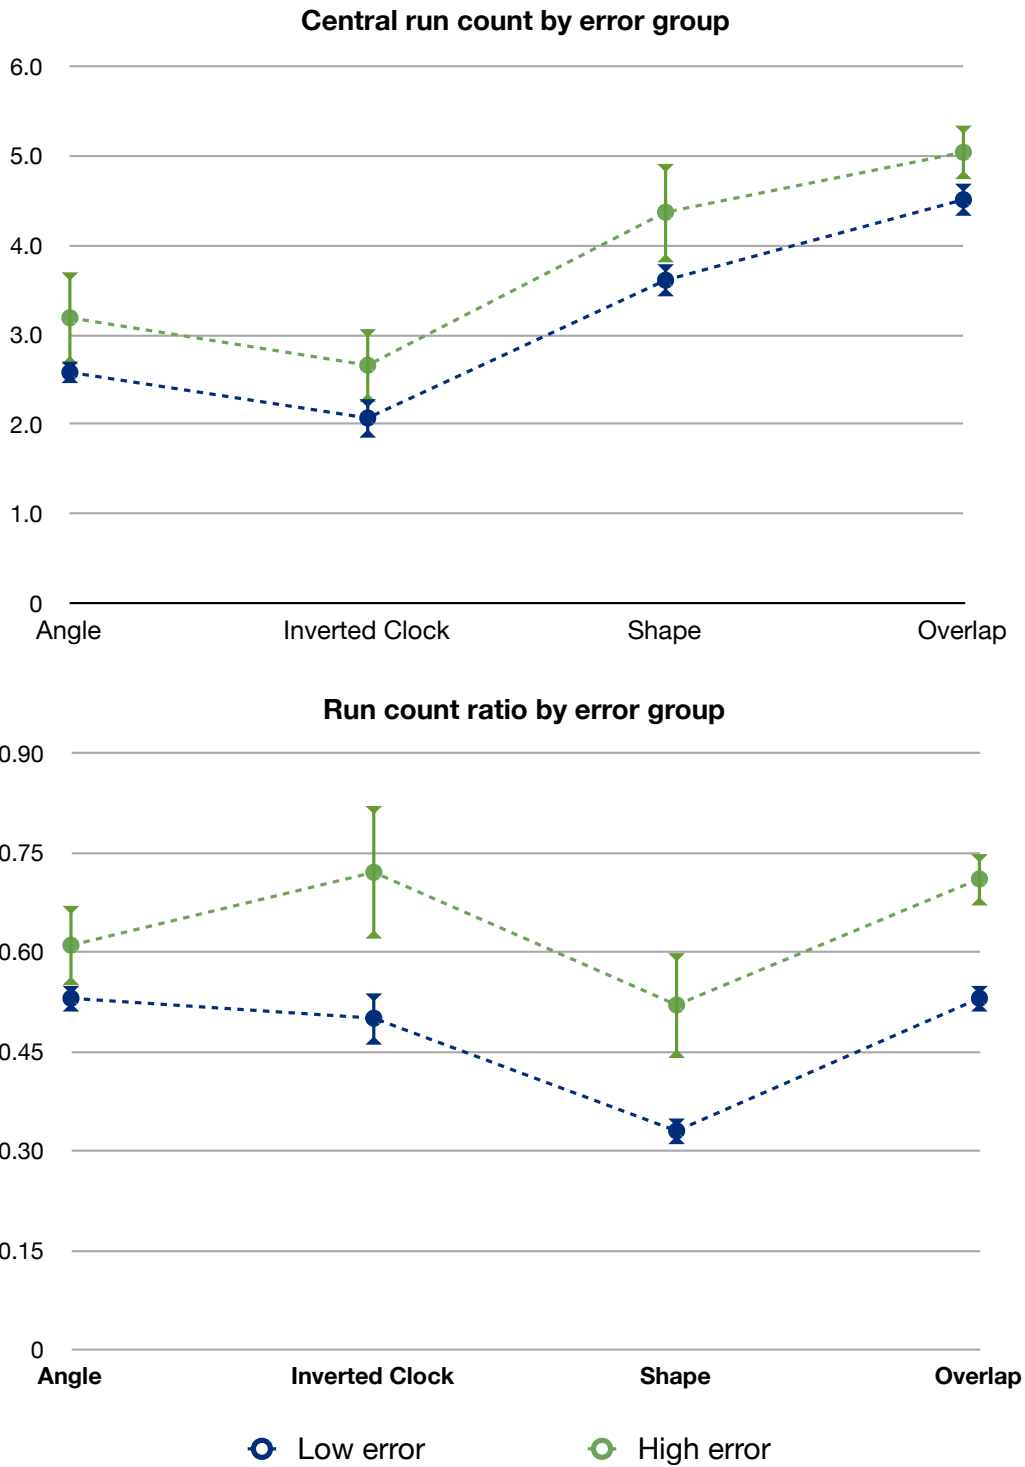 Central run count by error group
6.0
5.0
4.0
3.0
2.0
1.0
0
Angle Inverted Clock Shape Overlap
Run count ratio by error group
0.90
0.75
0.60
0.45
0.30
0.15
0
Angle Inverted Clock Shape Overlap
Low error High error